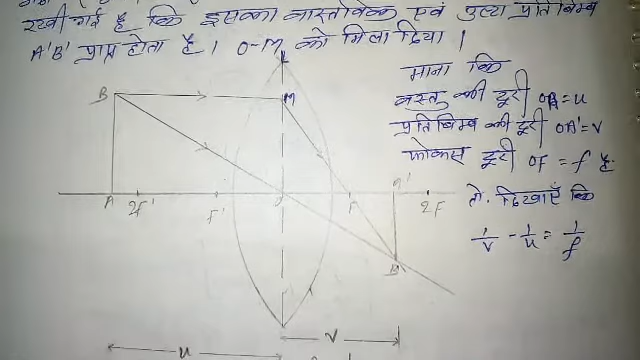 रखी गई है कि इसका वास्तविक एवं उल्टा प्रतिबिम्ब
A'B' प्राप्त होता है। O-M को मिला दिया।
माना कि
वस्तु की दूरी OA=u
प्रतिबिम्ब की दूरी OA'=v
फोकस दूरी OF = f है
तो दिखाएँ कि
1/v - 1/u = 1/f
B
M
A
2F'
F'
O
F
A'
2F
B'
u
v